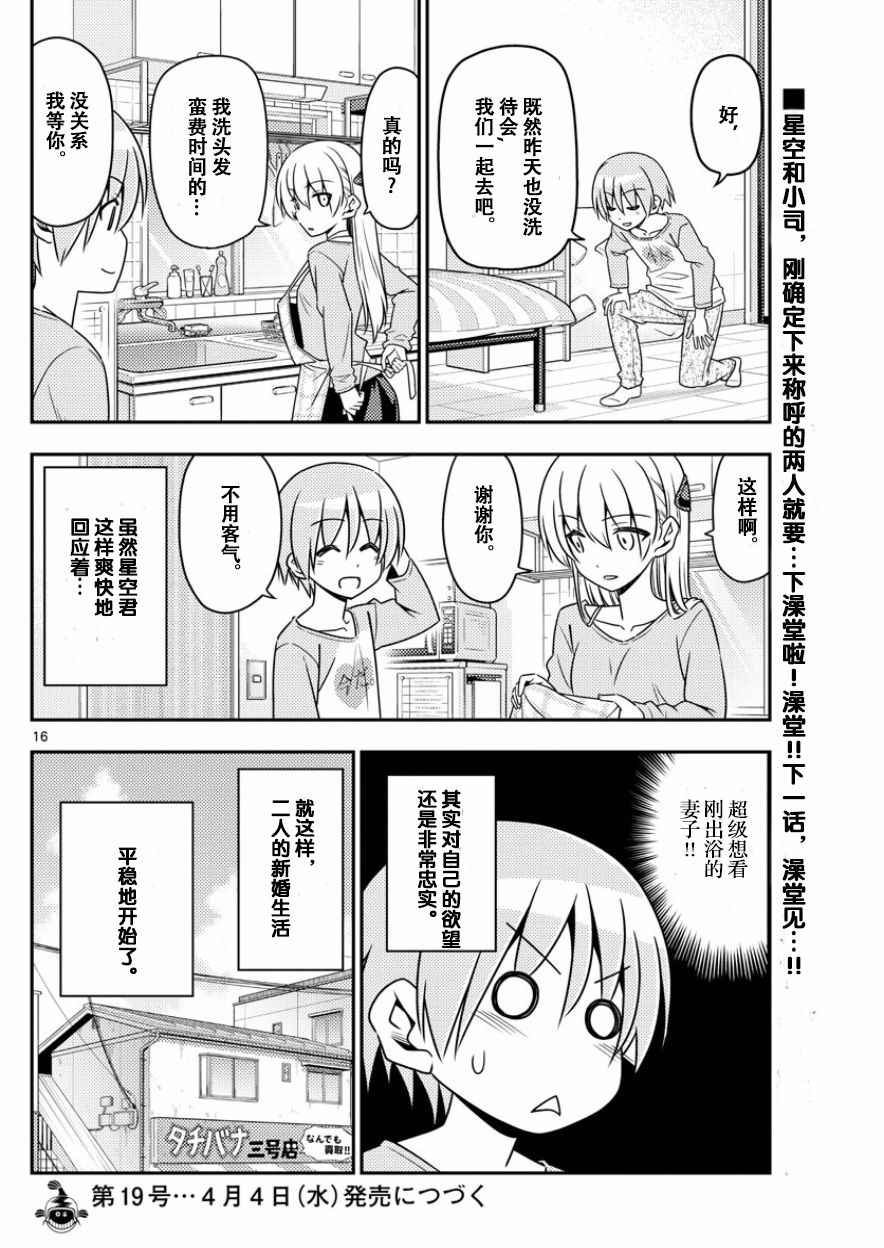 好，
既然昨天也没洗
待会，
我们一起去吧。
真的吗？
我洗头发
蛮费时间的…
没关系
我等你。
■星空和小司，刚确定下来称呼的两人就要…下澡堂啦！澡堂!!下一话，澡堂见…!!
这样啊。
谢谢你。
不用客气。
今洋。
虽然星空君
这样爽快地
回应着…
16
超级想看
刚出浴的
妻子!!
其实对自己的欲望
还是非常忠实。
就这样，
二人的新婚生活
平稳地开始了。
タチバナ三号店
なんでも
買取!!
第19号…4月4日(水)発売につづく